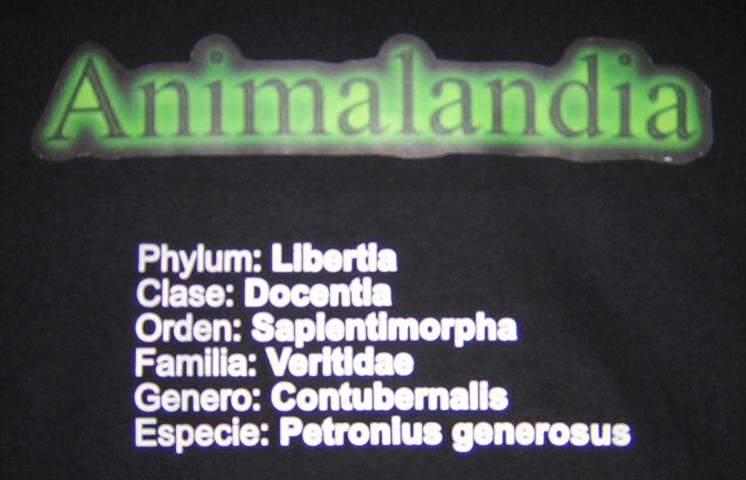 Animalandia
Phylum: Libertia
Clase: Docentia
Orden: Sapientimorpha
Familia: Veritidae
Genero: Contubernalis
Especie: Petronius generosus